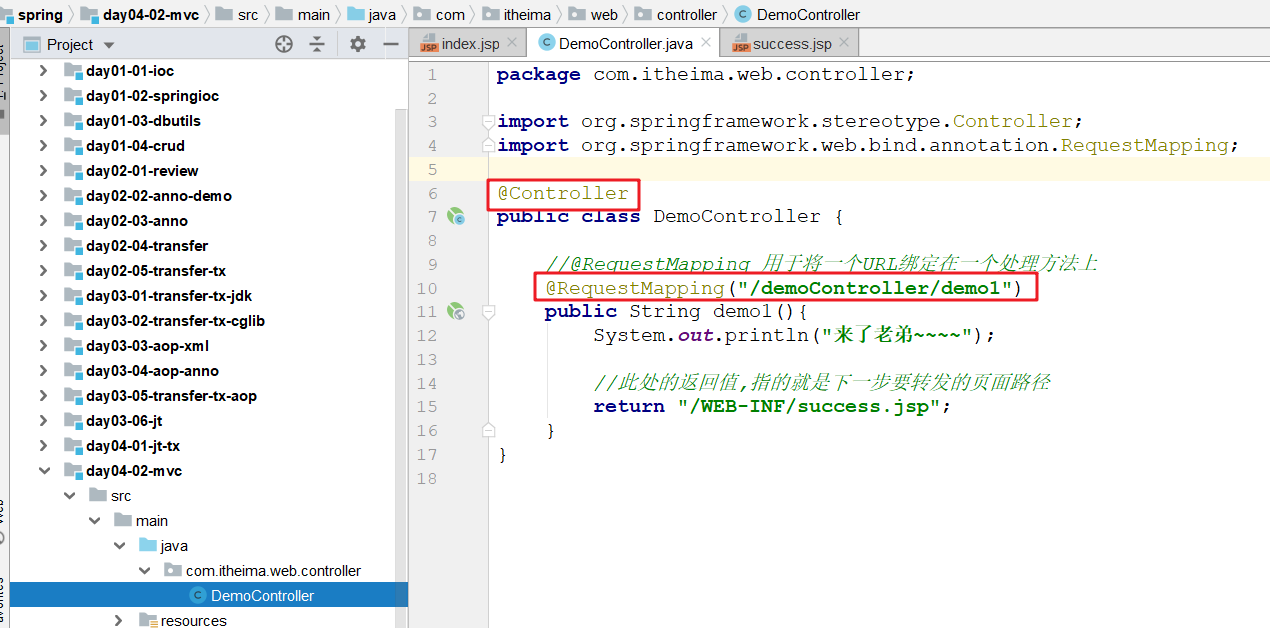 spring day04-02-mvc src main java com itheima web controller DemoController
Project
index.jsp DemoController.java success.jsp
day01-01-ioc
day01-02-springioc
day01-03-dbutils
day01-04-crud
day02-01-review
day02-02-anno-demo
day02-03-anno
day02-04-transfer
day02-05-transfer-tx
day03-01-transfer-tx-jdk
day03-02-transfer-tx-cglib
day03-03-aop-xml
day03-04-aop-anno
day03-05-transfer-tx-aop
day03-06-jt
day04-01-jt-tx
day04-02-mvc
src
main
java
com.itheima.web.controller
DemoController
resources
1 package com.itheima.web.controller;
2
3 import org.springframework.stereotype.Controller;
4 import org.springframework.web.bind.annotation.RequestMapping;
5
6 @Controller
7 public class DemoController {
8
9 //@RequestMapping 用于将一个URL绑定在一个处理方法上
10 @RequestMapping("/demoController/demo1")
11 public String demo1(){
12 System.out.println("来了老弟~~~~");
13
14 //此处的返回值,指的就是下一步要转发的页面路径
15 return "/WEB-INF/success.jsp";
16 }
17 }
18